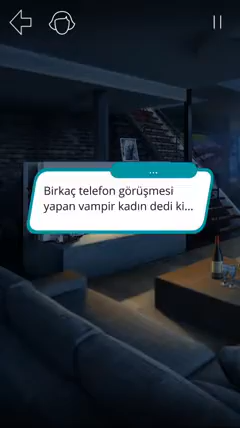 ...
Birkaç telefon görüşmesi
yapan vampir kadın dedi ki...